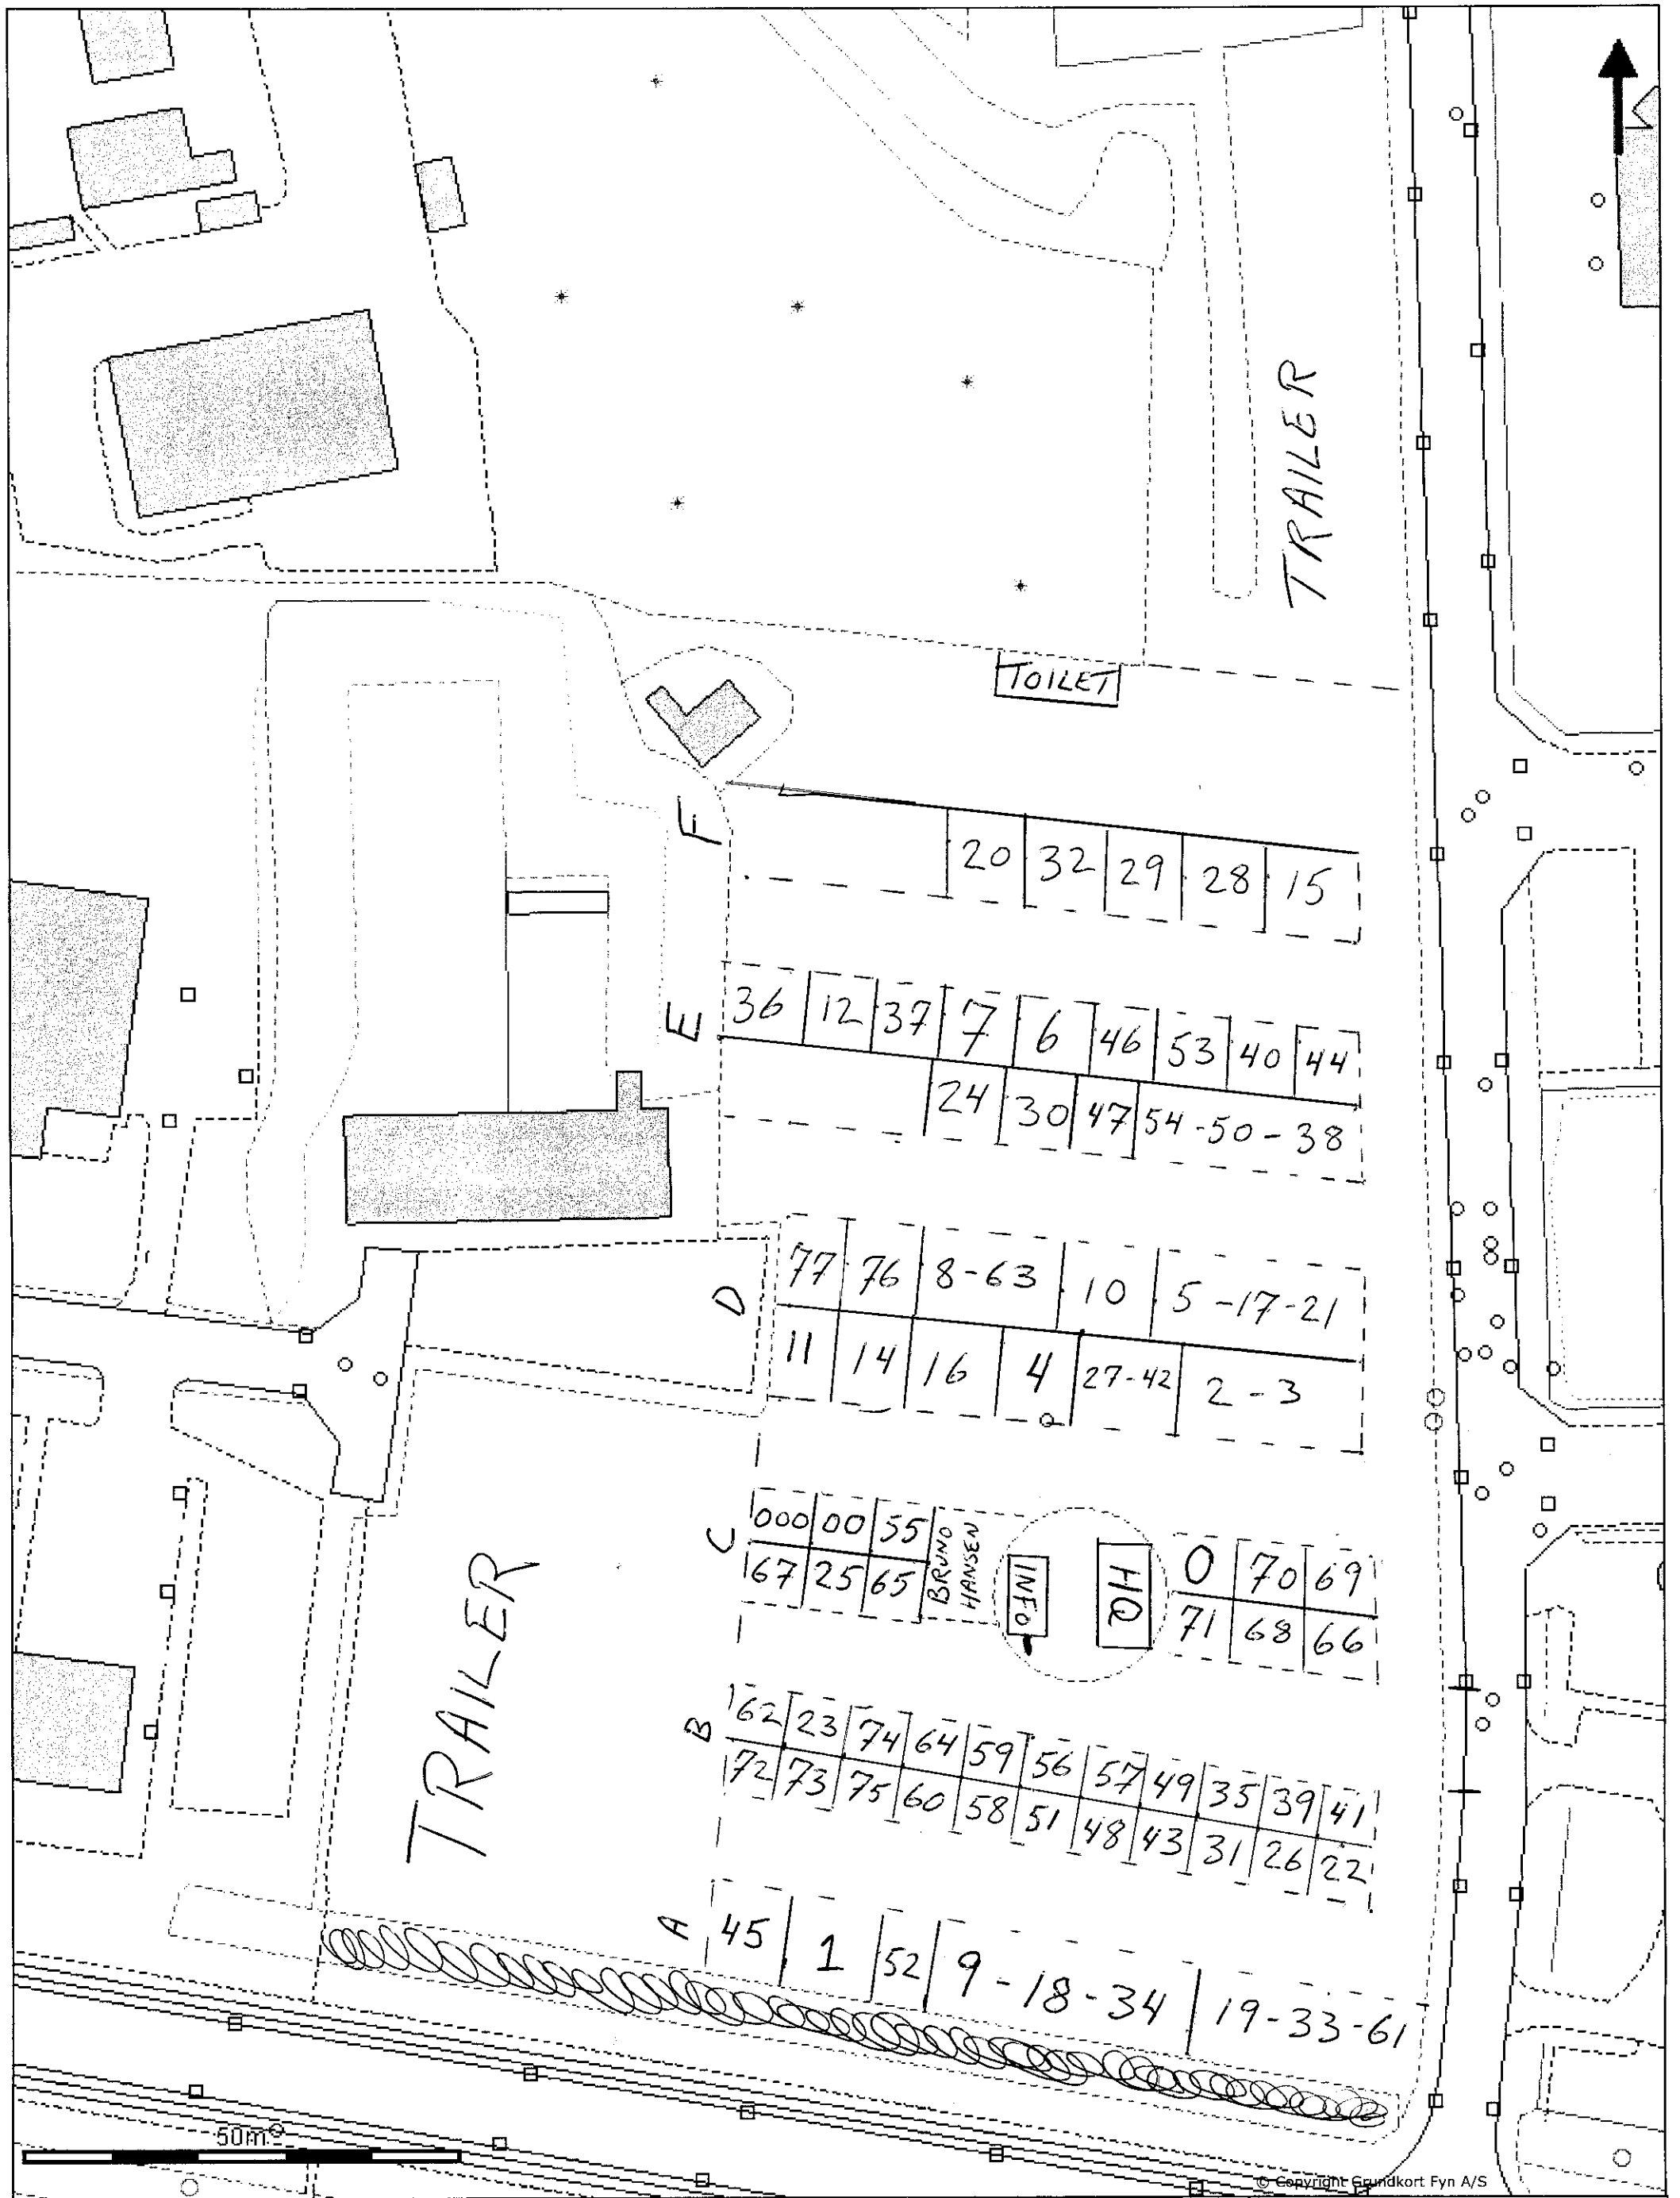 TRAILER
TOILET
F
20 32 29 28 15
E
36 12 37 7 6 46 53 40 44
24 30 47 54-50-38
D
77 76 8-63 10 5-17-21
11 14 16 4 27-42 2-3
C
000 00 55
67 25 65
BRUNO
HANSEN
INFO
HQ
0 70 69
71 68 66
TRAILER
B
62 23 74 64 59 56 57 49 35 39 41
72 73 75 60 58 51 48 43 31 26 22
A
45 1 52 9-18-34 19-33-61
50m
© Copyright Grundkort Fyn A/S